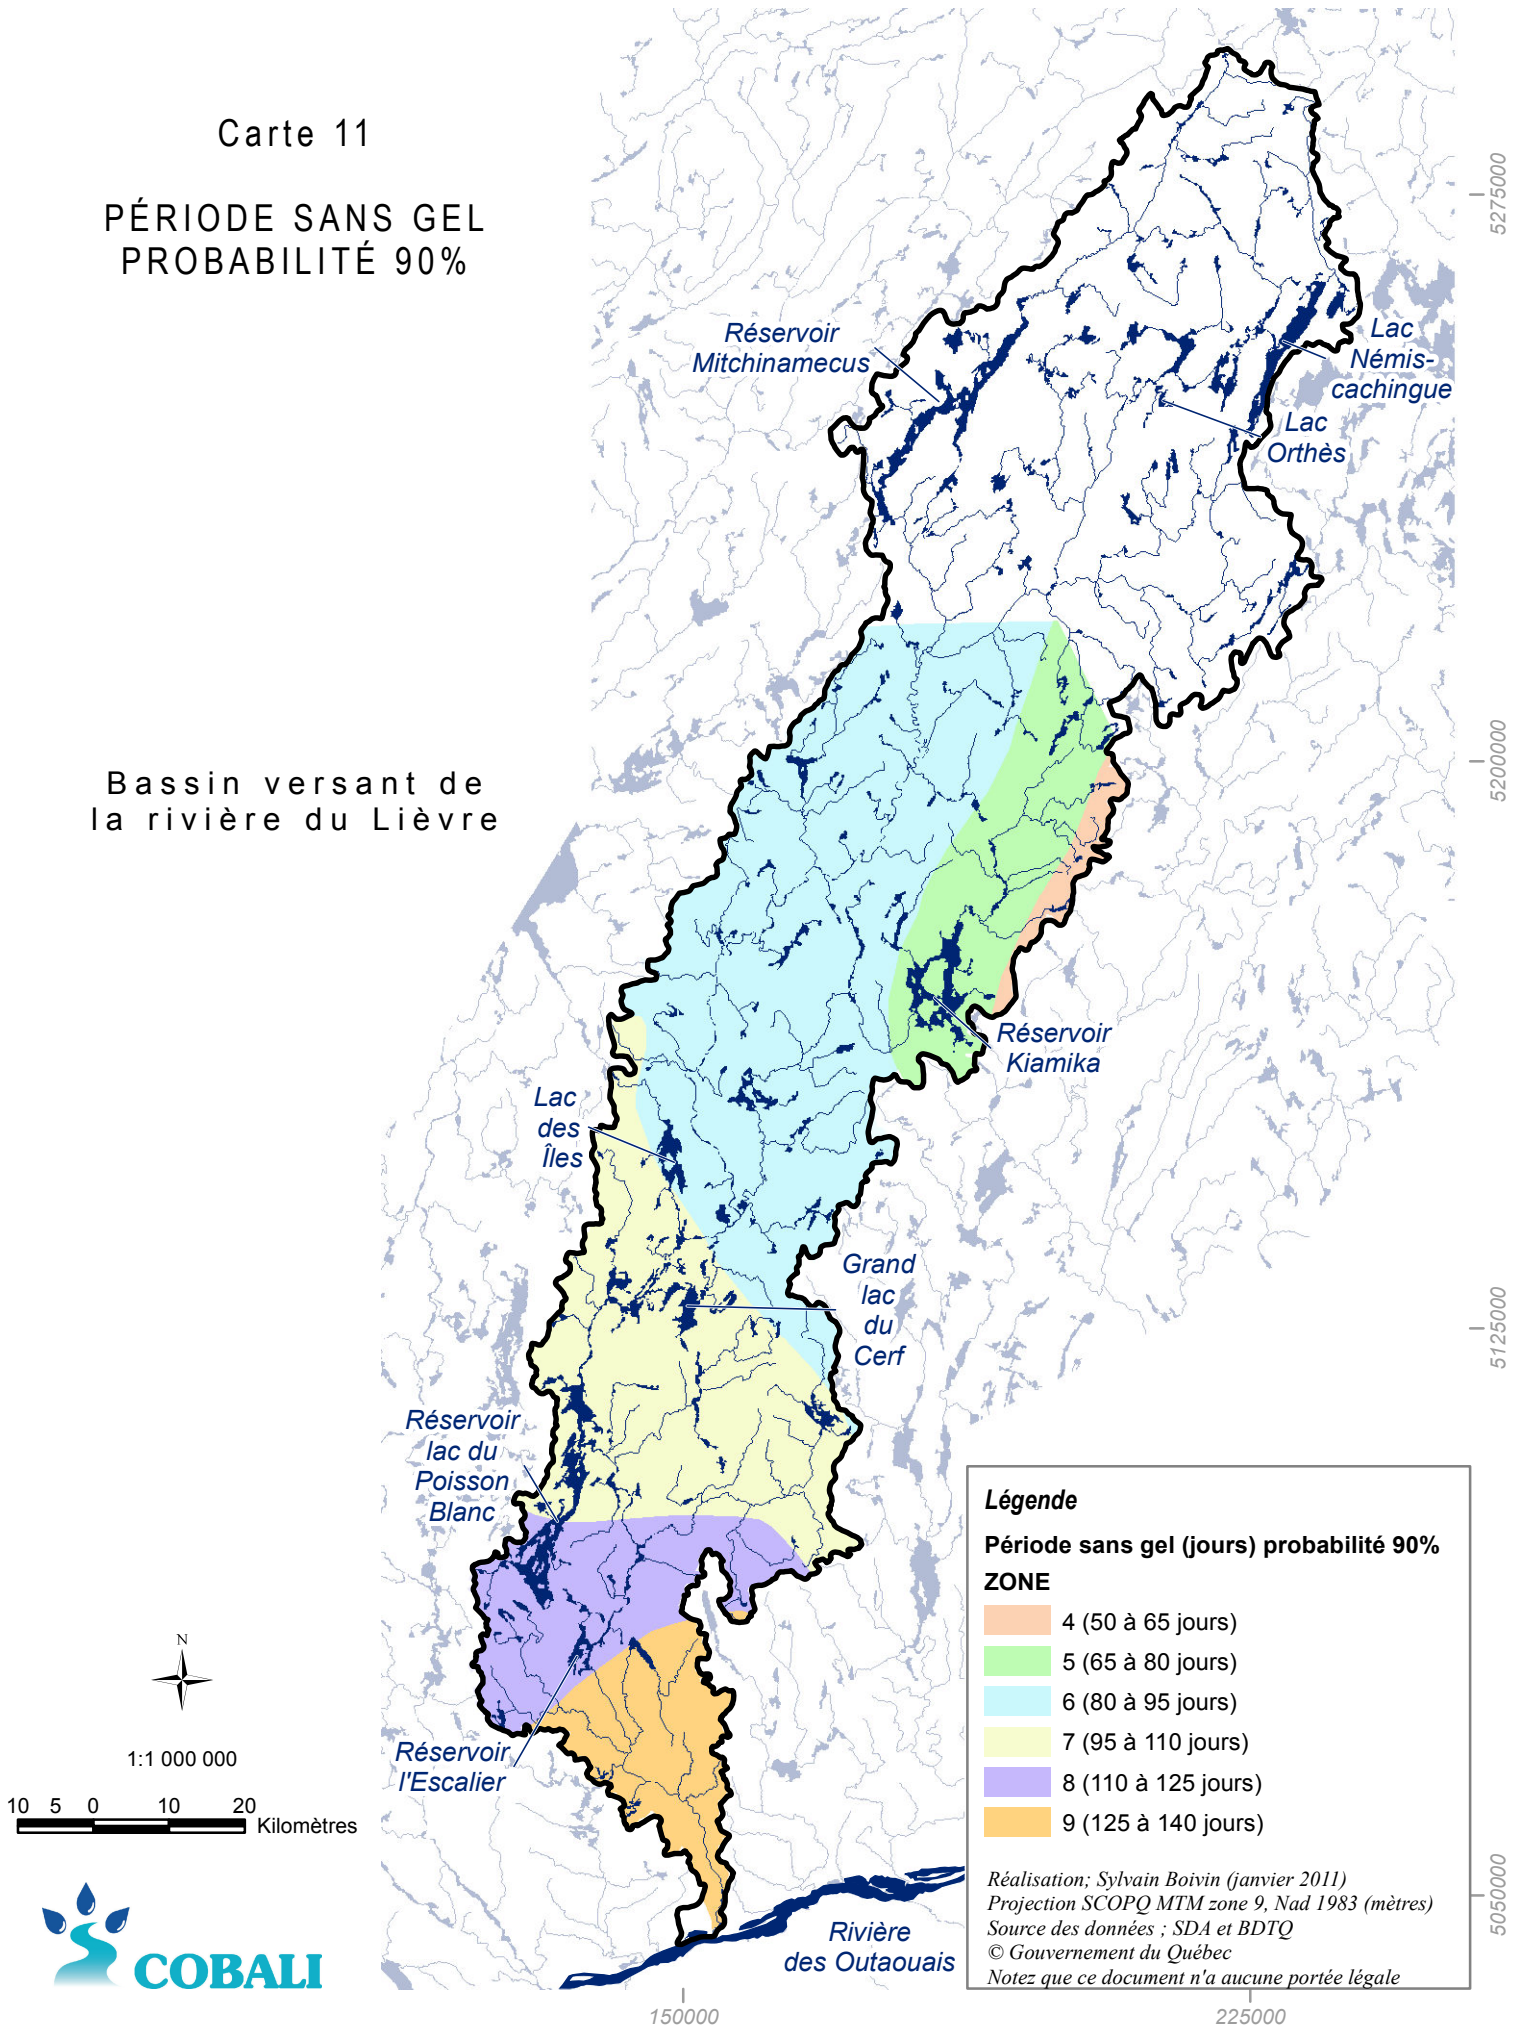 Carte 11
PÉRIODE SANS GEL
PROBABILITÉ 90%
Bassin versant de
la rivière du Lièvre
Réservoir
Mitchinamecus
Lac
Némis-
cachingue
Lac
Orthès
Réservoir
Kiamika
Lac
des
Îles
Grand
lac
du
Cerf
Réservoir
lac du
Poisson
Blanc
Réservoir
l'Escalier
Rivière
des Outaouais
5275000
5200000
5125000
5050000
150000
225000
N
1:1 000 000
10 5 0 10 20
Kilomètres
COBALI
Légende
Période sans gel (jours) probabilité 90%
ZONE
4 (50 à 65 jours)
5 (65 à 80 jours)
6 (80 à 95 jours)
7 (95 à 110 jours)
8 (110 à 125 jours)
9 (125 à 140 jours)
Réalisation; Sylvain Boivin (janvier 2011)
Projection SCOPQ MTM zone 9, Nad 1983 (mètres)
Source des données ; SDA et BDTQ
© Gouvernement du Québec
Notez que ce document n'a aucune portée légale